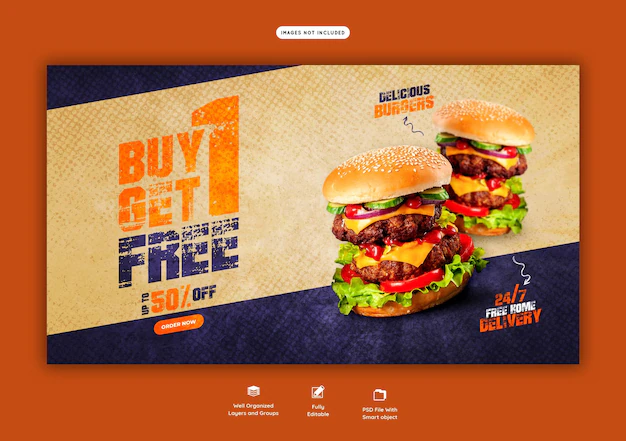 IMAGES NOT INCLUDED
BUY 1
GET
FREE
UP TO 50% OFF
ORDER NOW
DELICIOUS
BURGERS
24/7
FREE HOME
DELIVERY
Well Organized
Layers and Groups
Fully
Editable
PSD File With
Smart object